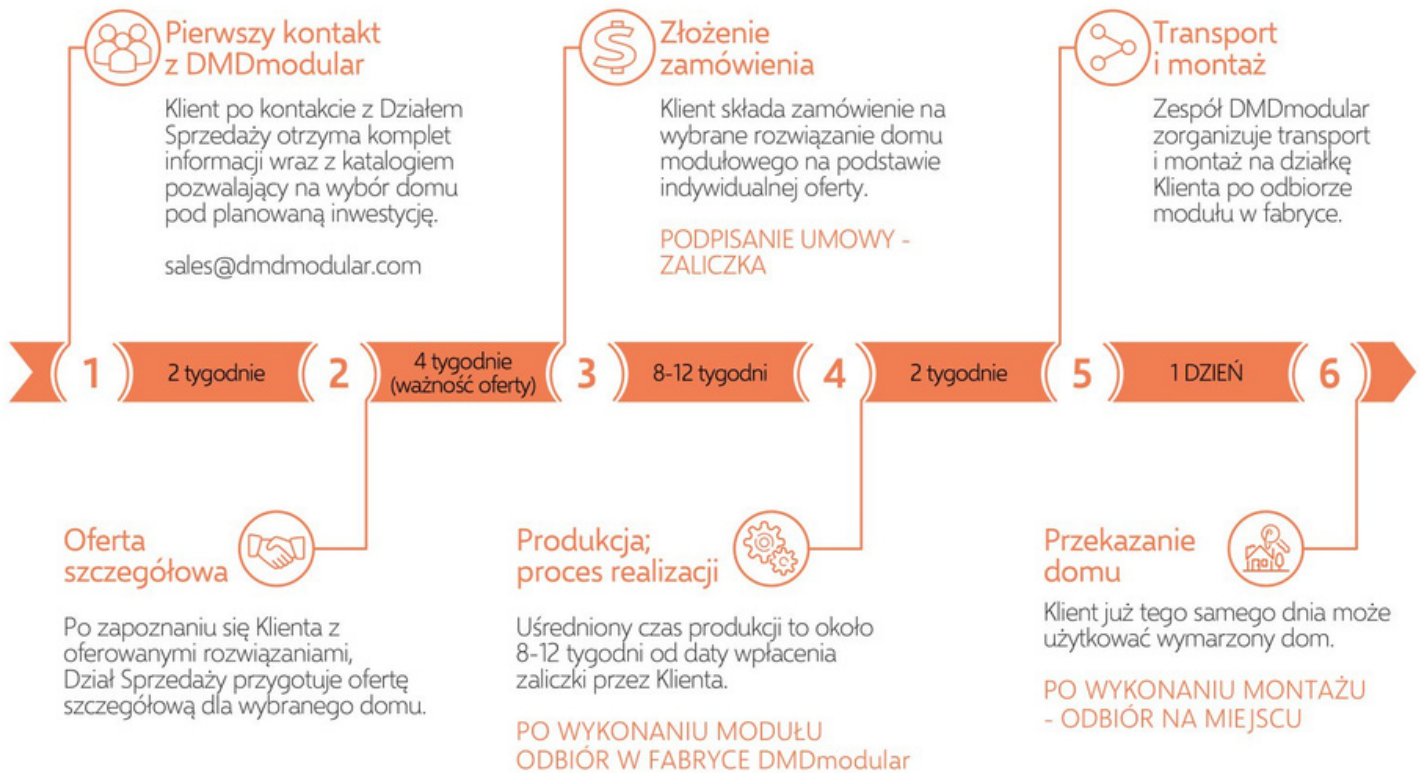 Pierwszy kontakt
z DMDmodular
Klient po kontakcie z Działem
Sprzedaży otrzyma komplet
informacji wraz z katalogiem
pozwalający na wybór domu
pod planowaną inwestycję.
sales@dmdmodular.com
Złożenie
zamówienia
Klient składa zamówienie na
wybrane rozwiązanie domu
modułowego na podstawie
indywidualnej oferty.
PODPISANIE UMOWY -
ZALICZKA
Transport
i montaż
Zespół DMDmodular
zorganizuje transport
i montaż na działkę
Klienta po odbiorze
modułu w fabryce.
1
2 tygodnie
2
4 tygodnie
(ważność oferty)
3
8-12 tygodni
4
2 tygodnie
5
1 DZIEŃ
6
Oferta
szczegółowa
Po zapoznaniu się Klienta z
oferowanymi rozwiązaniami,
Dział Sprzedaży przygotuje ofertę
szczegółową dla wybranego domu.
Produkcja;
proces realizacji
Uśredniony czas produkcji to około
8-12 tygodni od daty wpłacenia
zaliczki przez Klienta.
PO WYKONANIU MODUŁU
ODBIÓR W FABRYCE DMDmodular
Przekazanie
domu
Klient już tego samego dnia może
użytkować wymarzony dom.
PO WYKONANIU MONTAŻU
- ODBIÓR NA MIEJSCU